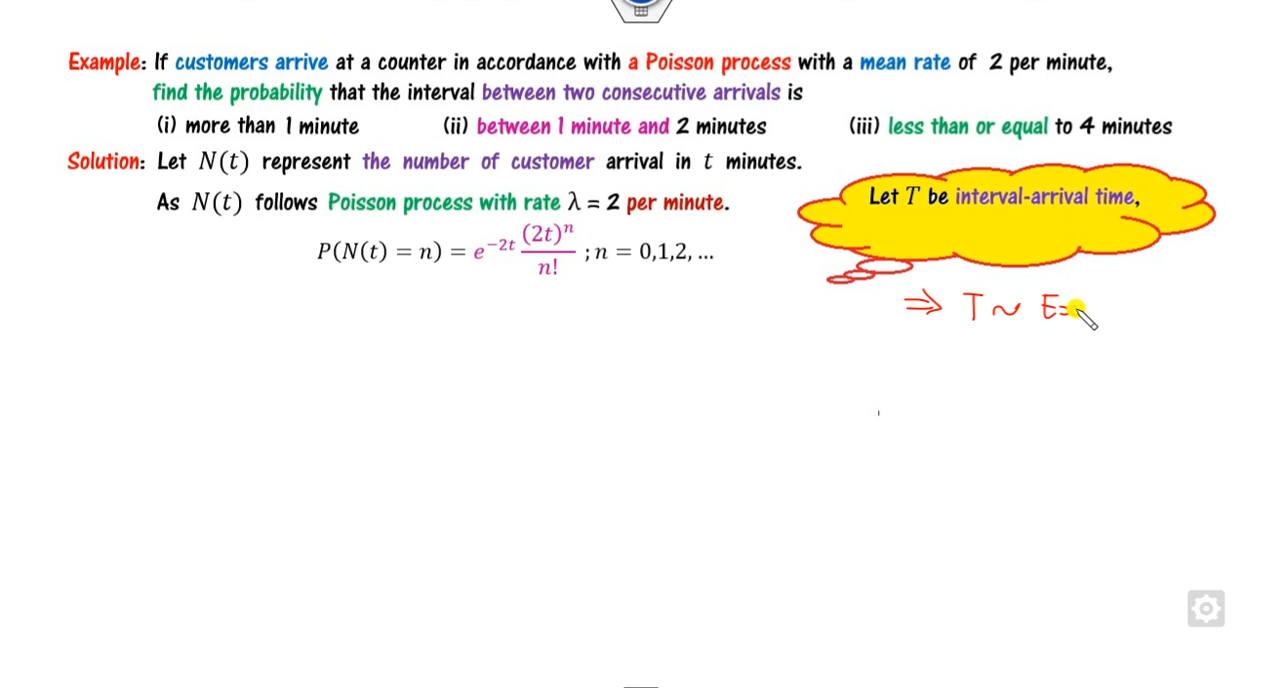 Example: If customers arrive at a counter in accordance with a Poisson process with a mean rate of 2 per minute,
find the probability that the interval between two consecutive arrivals is
(i) more than 1 minute (ii) between 1 minute and 2 minutes (iii) less than or equal to 4 minutes
Solution: Let N(t) represent the number of customer arrival in t minutes.
As N(t) follows Poisson process with rate λ = 2 per minute.
P(N(t) = n) = e^{-2t} (2t)^n / n! ; n = 0,1,2, ...
Let T be interval-arrival time,
⇒ T ~ E